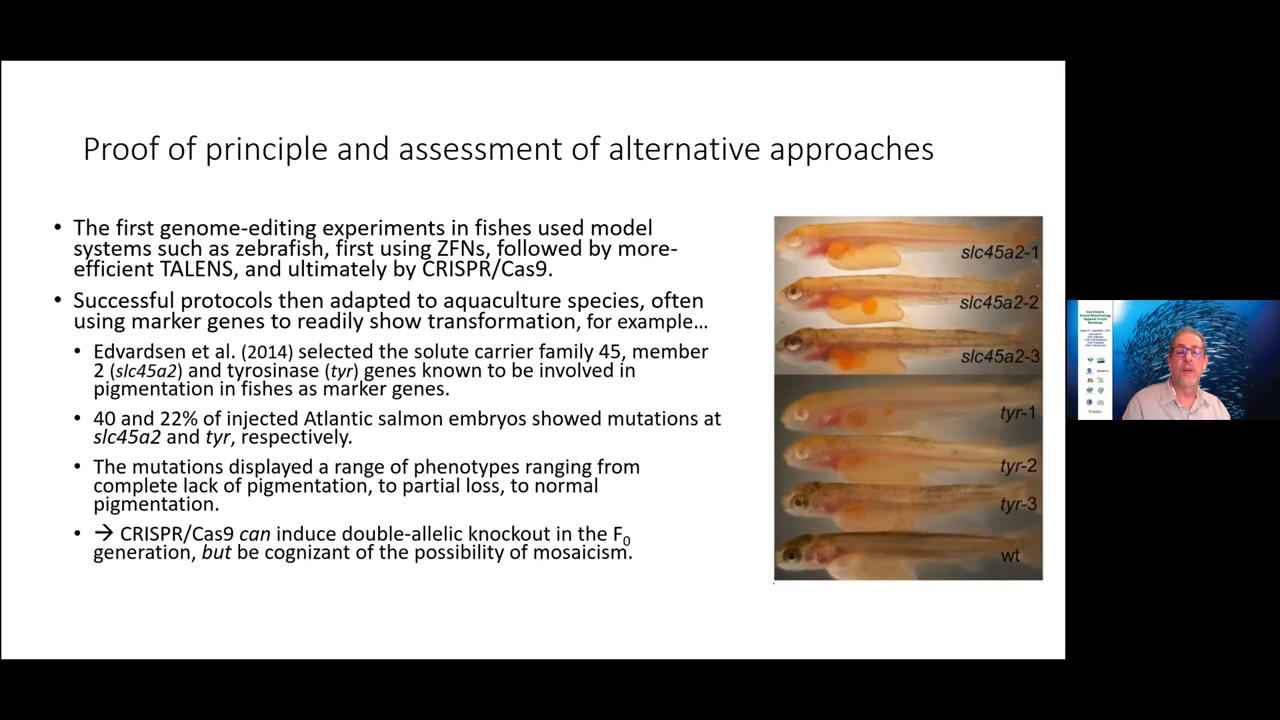 Proof of principle and assessment of alternative approaches
• The first genome-editing experiments in fishes used model
systems such as zebrafish, first using ZFNs, followed by more-
efficient TALENS, and ultimately by CRISPR/Cas9.
• Successful protocols then adapted to aquaculture species, often
using marker genes to readily show transformation, for example…
• Edvardsen et al. (2014) selected the solute carrier family 45, member
2 (slc45a2) and tyrosinase (tyr) genes known to be involved in
pigmentation in fishes as marker genes.
• 40 and 22% of injected Atlantic salmon embryos showed mutations at
slc45a2 and tyr, respectively.
• The mutations displayed a range of phenotypes ranging from
complete lack of pigmentation, to partial loss, to normal
pigmentation.
• → CRISPR/Cas9 can induce double-allelic knockout in the F0
generation, but be cognizant of the possibility of mosaicism.
slc45a2-1
slc45a2-2
slc45a2-3
tyr-1
tyr-2
tyr-3
wt
Animal Biotechnology
Regional Virtual
Workshop